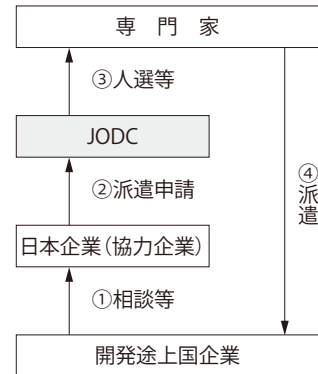 専 門 家
③人選等
JODC
②派遣申請
④派遣
日本企業(協力企業)
①相談等
開発途上国企業